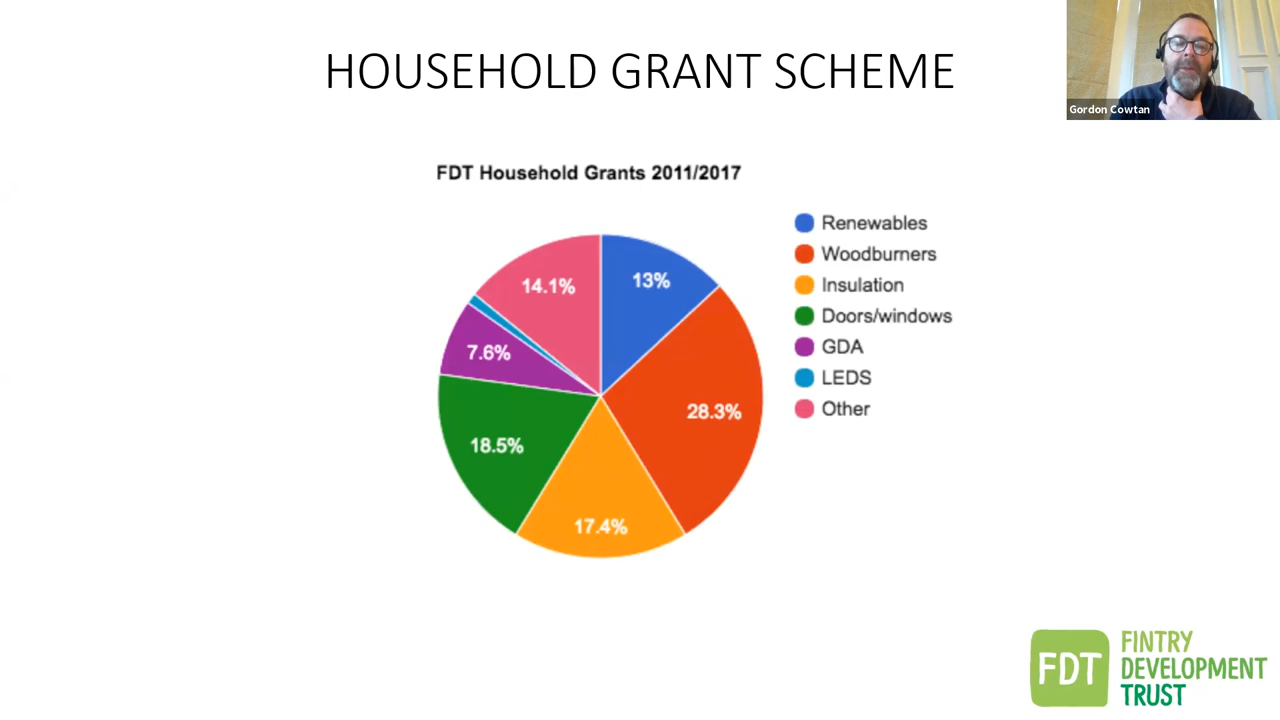 HOUSEHOLD GRANT SCHEME
Gordon Cowtan
FDT Household Grants 2011/2017
Renewables
Woodburners
Insulation
Doors/windows
GDA
LEDS
Other
13%
28.3%
17.4%
18.5%
7.6%
14.1%
FDT
FINTRY
DEVELOPMENT
TRUST